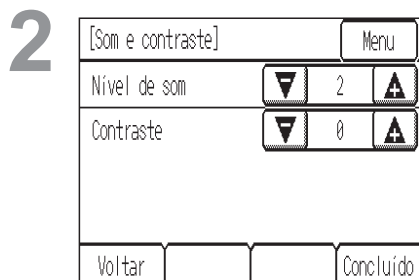 2
[Som e contraste] Menu
Nível de som 2
Contraste 0
Voltar Concluído